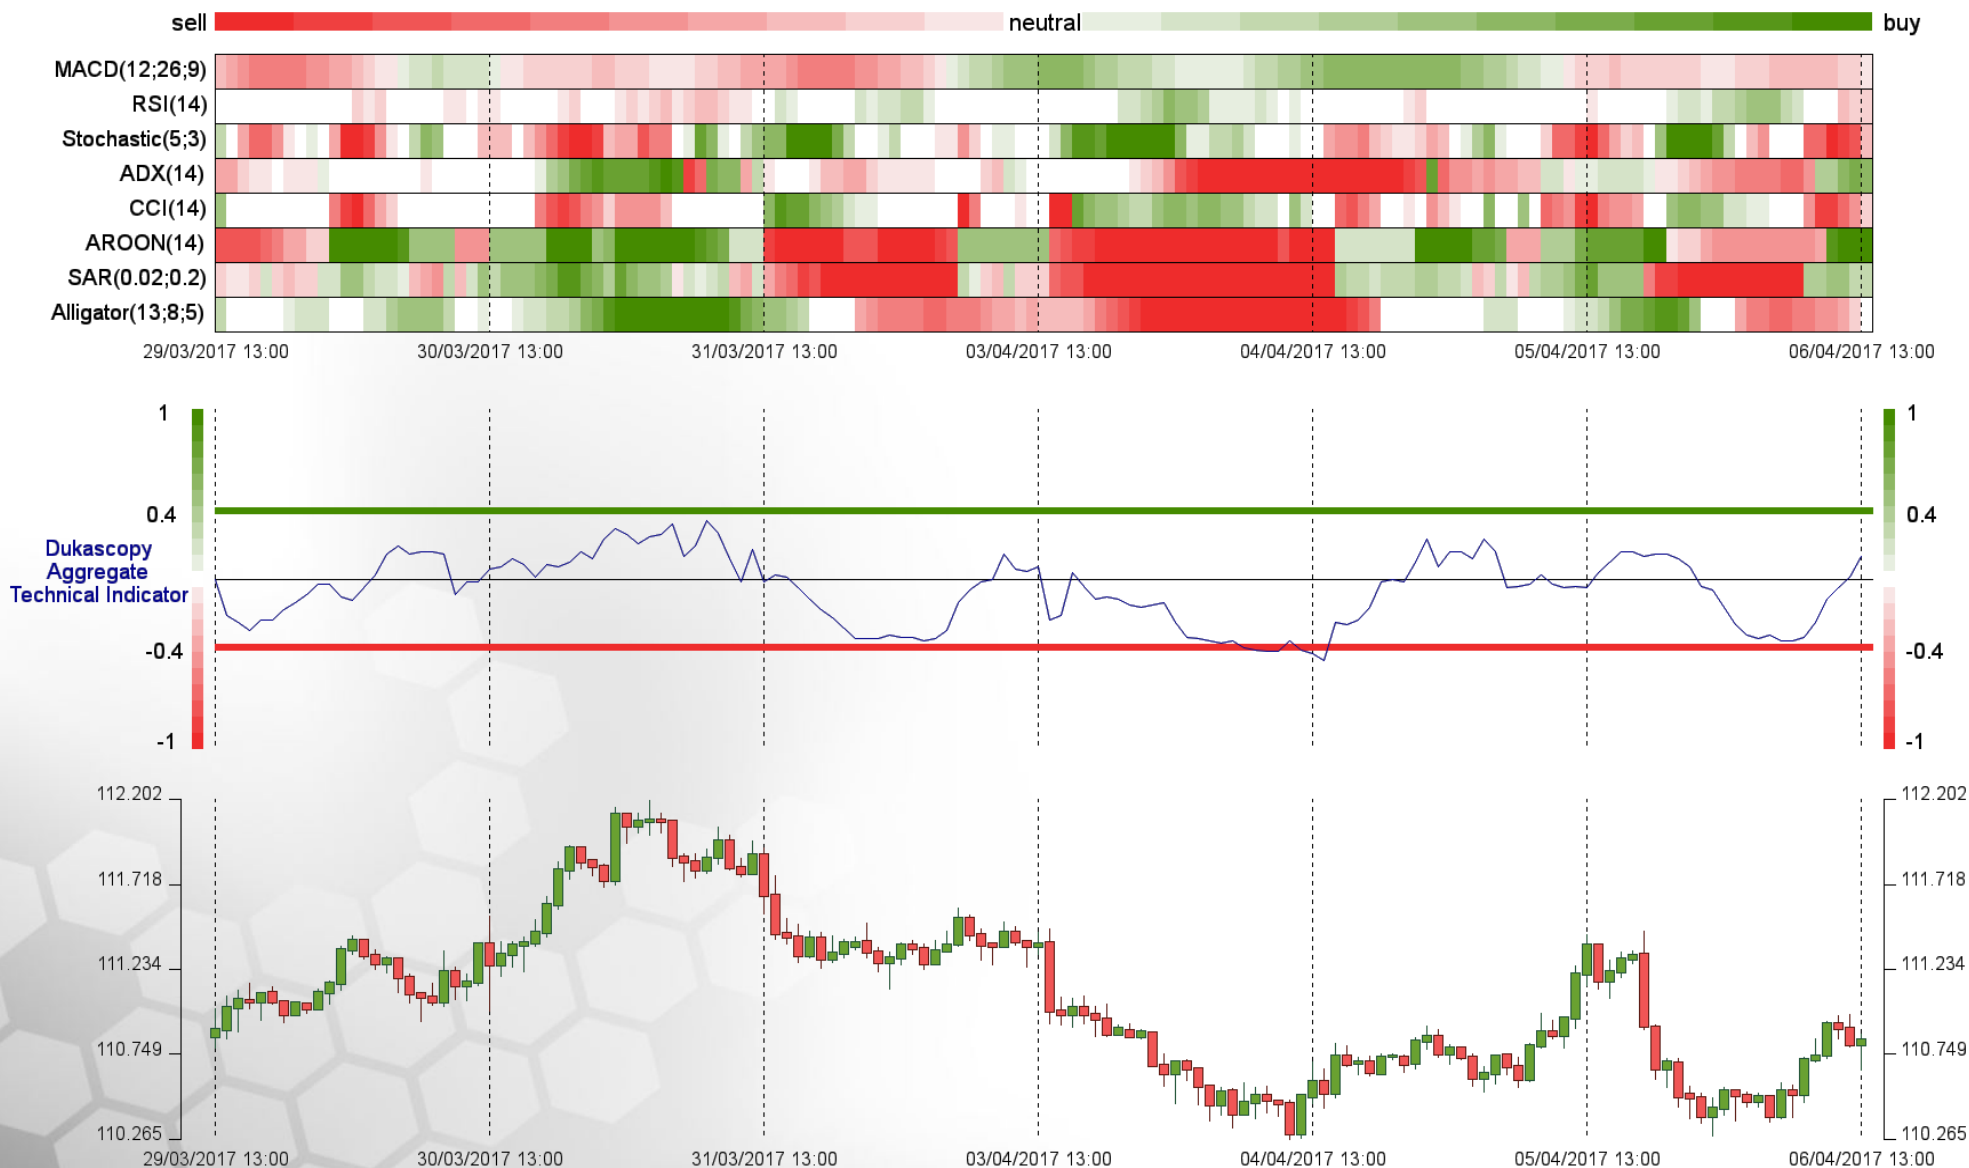 sell neutral buy
MACD(12;26;9)
RSI(14)
Stochastic(5;3)
ADX(14)
CCI(14)
AROON(14)
SAR(0.02;0.2)
Alligator(13;8;5)
29/03/2017 13:00 30/03/2017 13:00 31/03/2017 13:00 03/04/2017 13:00 04/04/2017 13:00 05/04/2017 13:00 06/04/2017 13:00
1 1
0.4 0.4
Dukascopy
Aggregate
Technical Indicator
-0.4 -0.4
-1 -1
112.202 112.202
111.718 111.718
111.234 111.234
110.749 110.749
110.265 110.265
29/03/2017 13:00 30/03/2017 13:00 31/03/2017 13:00 03/04/2017 13:00 04/04/2017 13:00 05/04/2017 13:00 06/04/2017 13:00